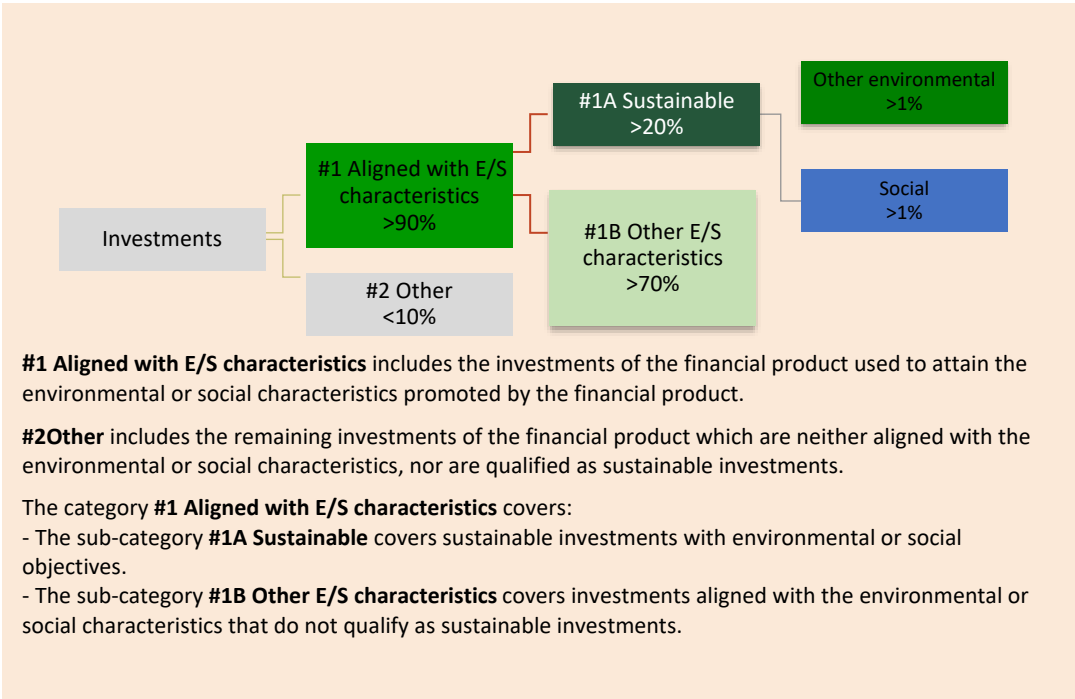 Investments
#1 Aligned with E/S
characteristics
>90%
#2 Other
<10%
#1A Sustainable
>20%
#1B Other E/S
characteristics
>70%
Other environmental
>1%
Social
>1%
#1 Aligned with E/S characteristics includes the investments of the financial product used to attain the
environmental or social characteristics promoted by the financial product.
#2Other includes the remaining investments of the financial product which are neither aligned with the
environmental or social characteristics, nor are qualified as sustainable investments.
The category #1 Aligned with E/S characteristics covers:
- The sub-category #1A Sustainable covers sustainable investments with environmental or social
objectives.
- The sub-category #1B Other E/S characteristics covers investments aligned with the environmental or
social characteristics that do not qualify as sustainable investments.